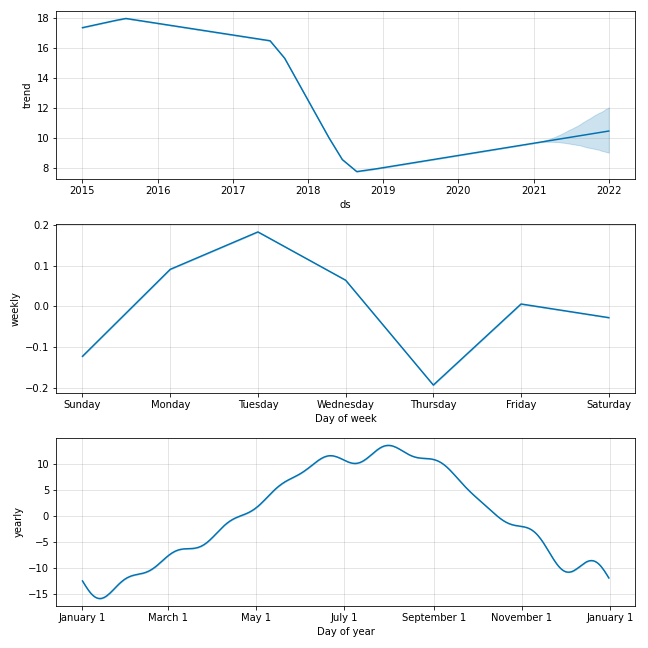 18
16
14
12
10
8
trend
2015 2016 2017 2018 2019 2020 2021 2022
ds
0.2
0.1
0.0
−0.1
−0.2
weekly
Sunday Monday Tuesday Wednesday Thursday Friday Saturday
Day of week
10
5
0
−5
−10
−15
yearly
January 1 March 1 May 1 July 1 September 1 November 1 January 1
Day of year